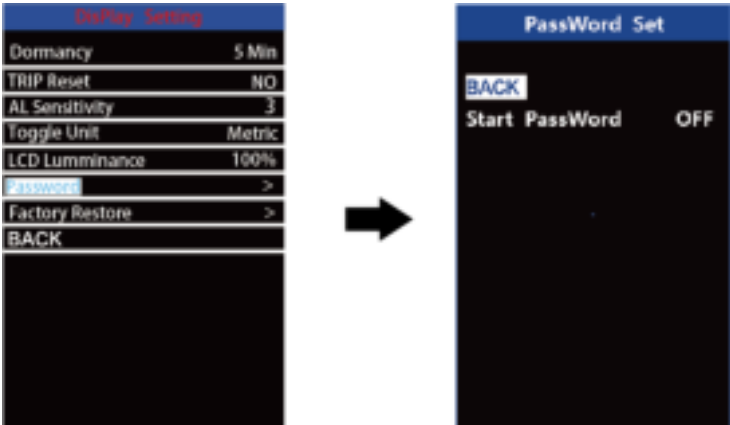 DisPlay Setting
Dormancy 5 Min
TRIP Reset NO
AL Sensitivity 3
Toggle Unit Metric
LCD Lumminance 100%
Password >
Factory Restore >
BACK
PassWord Set
BACK
Start PassWord OFF